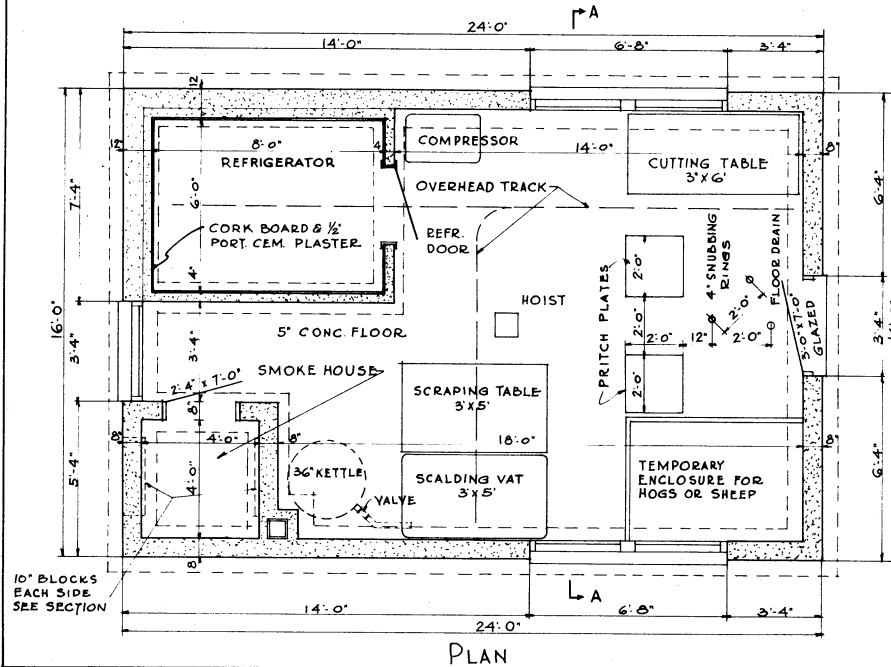 A
24'-0"
14'-0"
6'-8"
3'-4"
12
12
8'-0"
4
COMPRESSOR
14'-0"
8"
REFRIGERATOR
CUTTING TABLE
3' X 6'
OVERHEAD TRACK
7'-4"
6'-0"
6'-4"
CORK BOARD & 1/2"
PORT. CEM. PLASTER
REFR.
DOOR
4" SNUBBING
RINGS
FLOOR DRAIN
4"
2'-0"
HOIST
PRITCH PLATES
2'-0"
16'-0"
5" CONC. FLOOR
3'-4"
3'-4"
2'-0"
2'-0"
12"
2'-0"
3'-0" X 7'-0"
GLAZED
3'-4"
SMOKE HOUSE
2'-4" X 7'-0"
8"
SCRAPING TABLE
3' X 5'
2'-0"
8"
4'-0"
8"
18'-0"
8"
5'-4"
4'-0"
36" KETTLE
SCALDING VAT
3' X 5'
TEMPORARY
ENCLOSURE FOR
HOGS OR SHEEP
6'-4"
VALVE
8
10" BLOCKS
EACH SIDE
SEE SECTION
A
14'-0"
6'-8"
3'-4"
24'-0"
PLAN